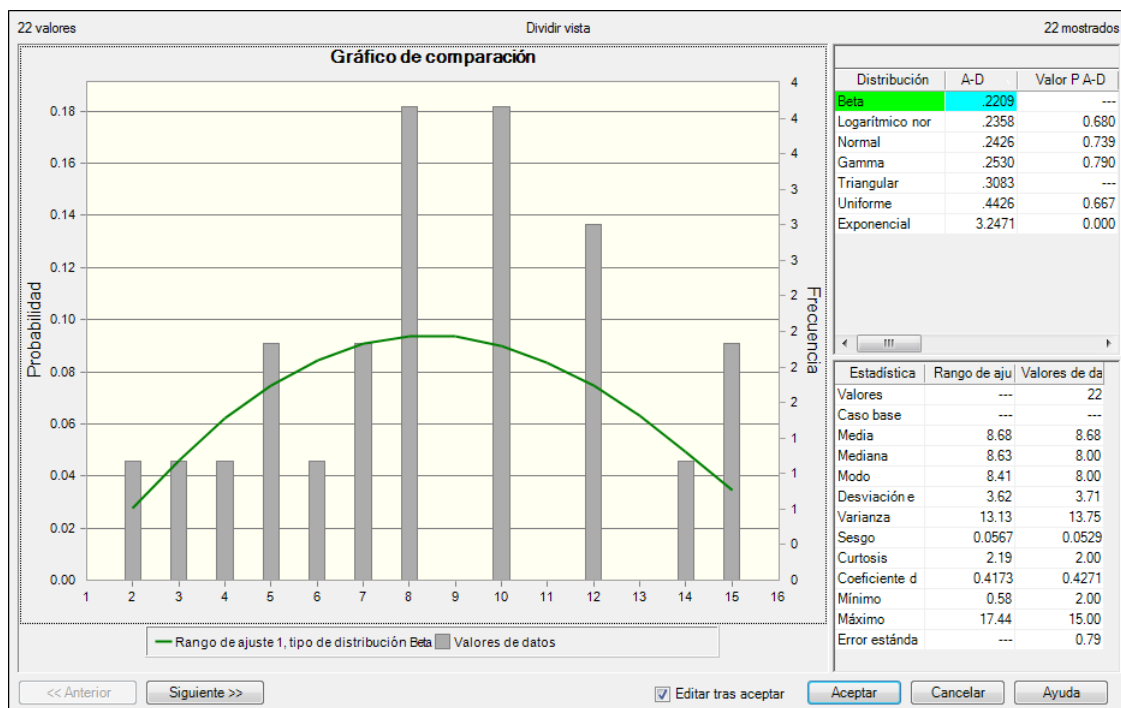 22 valores
Dividir vista
22 mostrados
Gráfico de comparación
Probabilidad
0.18
0.16
0.14
0.12
0.10
0.08
0.06
0.04
0.02
0.00
1 2 3 4 5 6 7 8 9 10 11 12 13 14 15 16
4
4
4
3
3
3
2
2
2
2
1
1
1
0
0
Frecuencia
Rango de ajuste 1, tipo de distribución Beta Valores de datos
Distribución A-D Valor P A-D
Beta .2209 ---
Logarítmico nor .2358 0.680
Normal .2426 0.739
Gamma .2530 0.790
Triangular .3083 ---
Uniforme .4426 0.667
Exponencial 3.2471 0.000
Estadística Rango de aju Valores de da
Valores --- 22
Caso base --- ---
Media 8.68 8.68
Mediana 8.63 8.00
Modo 8.41 8.00
Desviación e 3.62 3.71
Varianza 13.13 13.75
Sesgo 0.0567 0.0529
Curtosis 2.19 2.00
Coeficiente d 0.4173 0.4271
Mínimo 0.58 2.00
Máximo 17.44 15.00
Error estánda --- 0.79
<< Anterior
Siguiente >>
Editar tras aceptar
Aceptar
Cancelar
Ayuda